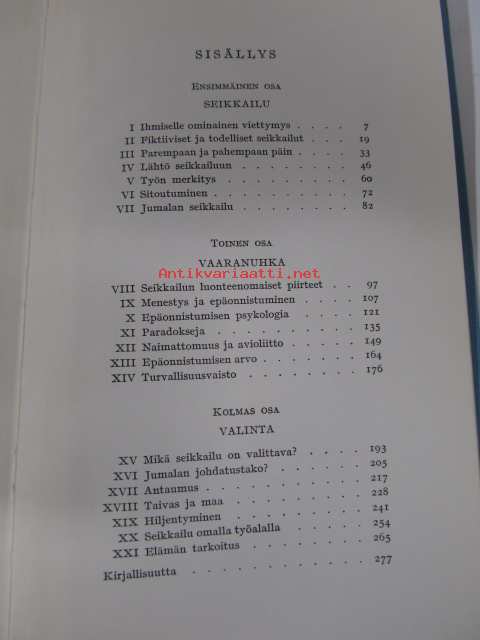 SISÄLLYS
ENSIMMÄINEN OSA
SEIKKAILU
I Ihmiselle ominainen viettymys . . . . 7
II Fiktiiviset ja todelliset seikkailut . . . 19
III Parempaan ja pahempaan päin . . . . 33
IV Lähtö seikkailuun . . . . . . . 46
V Työn merkitys . . . . . . . . 60
VI Sitoutuminen . . . . . . . . 72
VII Jumalan seikkailu . . . . . . . 82
TOINEN OSA
VAARANUHKA
Antikvariaatti.net
VIII Seikkailun luonteenomaiset piirteet . . 97
IX Menestys ja epäonnistuminen . . . . 107
X Epäonnistumisen psykologia . . . . 121
XI Paradokseja . . . . . . . . 135
XII Naimattomuus ja avioliitto . . . . . 149
XIII Epäonnistumisen arvo . . . . . . 164
XIV Turvallisuusvaisto . . . . . . . 176
KOLMAS OSA
VALINTA
XV Mikä seikkailu on valittava? . . . . 193
XVI Jumalan johdatustako? . . . . . . 205
XVII Antaumus . . . . . . . . . 217
XVIII Taivas ja maa . . . . . . . . 228
XIX Hiljentyminen . . . . . . . . 241
XX Seikkailu omalla työalalla . . . . . 254
XXI Elämän tarkoitus . . . . . . . 265
Kirjallisuutta . . . . . . . . . . 277